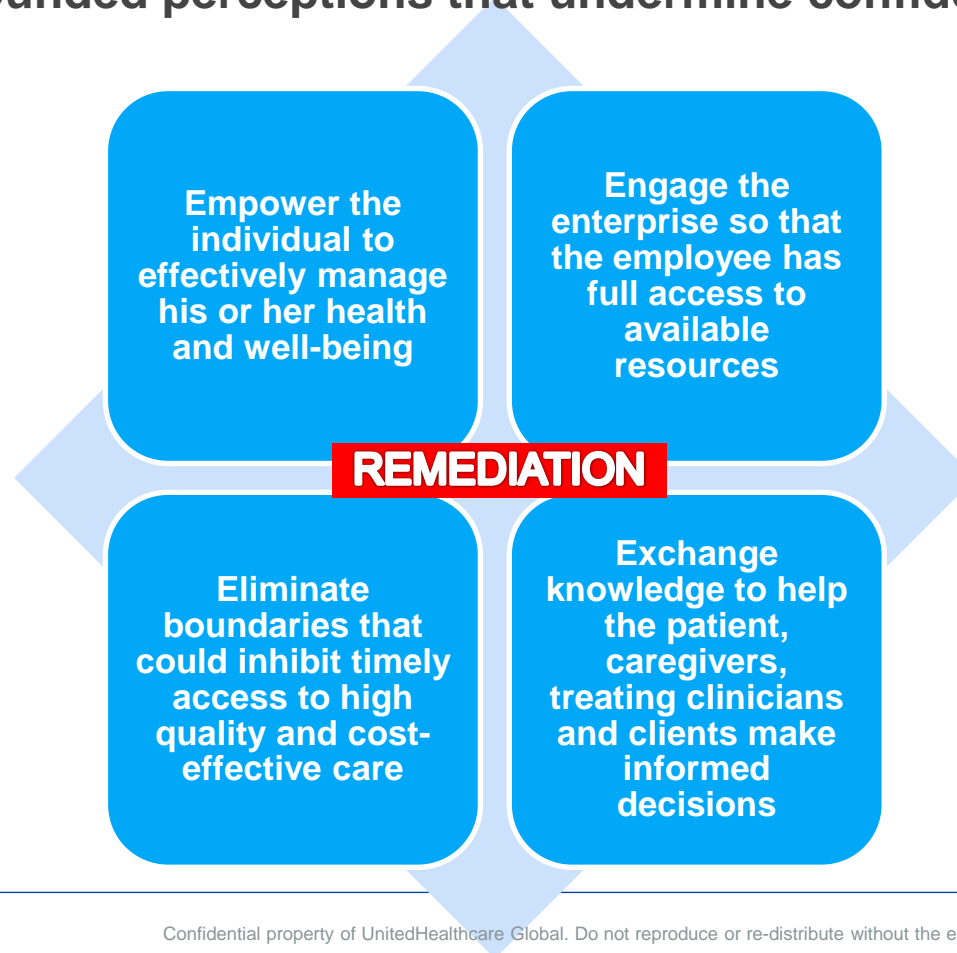 perceptions that undermine
Empower the
individual to
effectively manage
his or her health
and well-being
Engage the
enterprise so that
the employee has
full access to
available
resources
REMEDIATION
Eliminate
boundaries that
could inhibit timely
access to high
quality and cost-
effective care
Exchange
knowledge to help
the patient,
caregivers,
treating clinicians
and clients make
informed
decisions
Confidential property of UnitedHealthcare Global. Do not reproduce or re-distribute without the